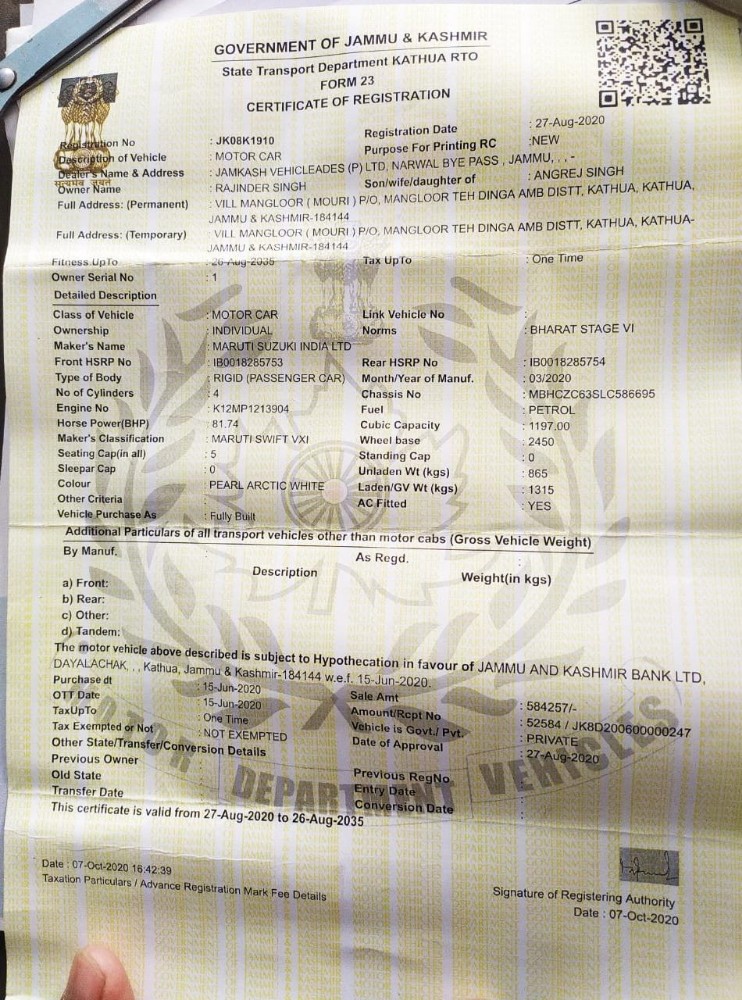 GOVERNMENT OF JAMMU & KASHMIR
State Transport Department KATHUA RTO
FORM 23
CERTIFICATE OF REGISTRATION
सत्यमेव जयते
Registration No : JK08K1910 Registration Date : 27-Aug-2020
Description of Vehicle : MOTOR CAR Purpose For Printing RC :NEW
Dealer's Name & Address : JAMKASH VEHICLEADES (P) LTD, NARWAL BYE PASS , JAMMU, , , -
Owner Name : RAJINDER SINGH Son/wife/daughter of : ANGREJ SINGH
Full Address: (Permanent) : VILL MANGLOOR ( MOURI ) P/O, MANGLOOR TEH DINGA AMB DISTT, KATHUA, KATHUA,
JAMMU & KASHMIR-184144
Full Address: (Temporary) : VILL MANGLOOR ( MOURI ) P/O, MANGLOOR TEH DINGA AMB DISTT, KATHUA, KATHUA-
JAMMU & KASHMIR-184144
Fitness UpTo : 26-Aug-2035 Tax UpTo : One Time
Owner Serial No : 1
Detailed Description
Class of Vehicle : MOTOR CAR Link Vehicle No :
Ownership : INDIVIDUAL Norms : BHARAT STAGE VI
Maker's Name : MARUTI SUZUKI INDIA LTD
Front HSRP No : IB0018285753 Rear HSRP No : IB0018285754
Type of Body : RIGID (PASSENGER CAR) Month/Year of Manuf. : 03/2020
No of Cylinders : 4 Chassis No : MBHCZC63SLC586695
Engine No : K12MP1213904 Fuel : PETROL
Horse Power(BHP) : 81.74 Cubic Capacity : 1197.00
Maker's Classification : MARUTI SWIFT VXI Wheel base : 2450
Seating Cap(in all) : 5 Standing Cap : 0
Sleepar Cap : 0 Unladen Wt (kgs) : 865
Colour : PEARL ARCTIC WHITE Laden/GV Wt (kgs) : 1315
Other Criteria : AC Fitted : YES
Vehicle Purchase As : Fully Built
Additional Particulars of all transport vehicles other than motor cabs (Gross Vehicle Weight)
By Manuf. : As Regd. :
Description Weight(in kgs)
a) Front:
b) Rear:
c) Other:
d) Tandem:
The motor vehicle above described is subject to Hypothecation in favour of JAMMU AND KASHMIR BANK LTD,
DAYALACHAK, , , Kathua, Jammu & Kashmir-184144 w.e.f. 15-Jun-2020.
Purchase dt : 15-Jun-2020 Sale Amt : 584257/-
OTT Date : 15-Jun-2020 Amount/Rcpt No : 52584 / JK8D200600000247
TaxUpTo : One Time Vehicle is Govt./ Pvt. : PRIVATE
Tax Exempted or Not : NOT EXEMPTED Date of Approval : 27-Aug-2020
Other State/Transfer/Conversion Details
Previous Owner : Previous RegNo :
Old State : Entry Date :
Transfer Date : Conversion Date :
MOTOR DEPARTMENT VEHICLES
This certificate is valid from 27-Aug-2020 to 26-Aug-2035
Date : 07-Oct-2020 16:42:39
Taxation Particulars / Advance Registration Mark Fee Details
Signature of Registering Authority
Date : 07-Oct-2020